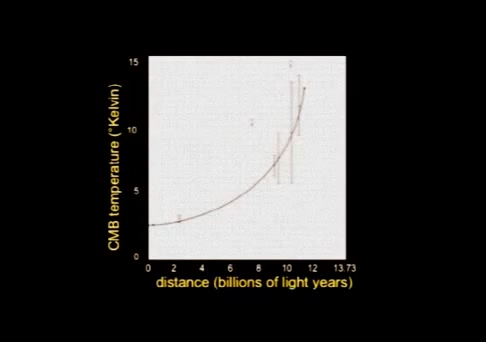 CMB temperature (°Kelvin)
15
10
5
0
0 2 4 6 8 10 12 13.73
distance (billions of light years)